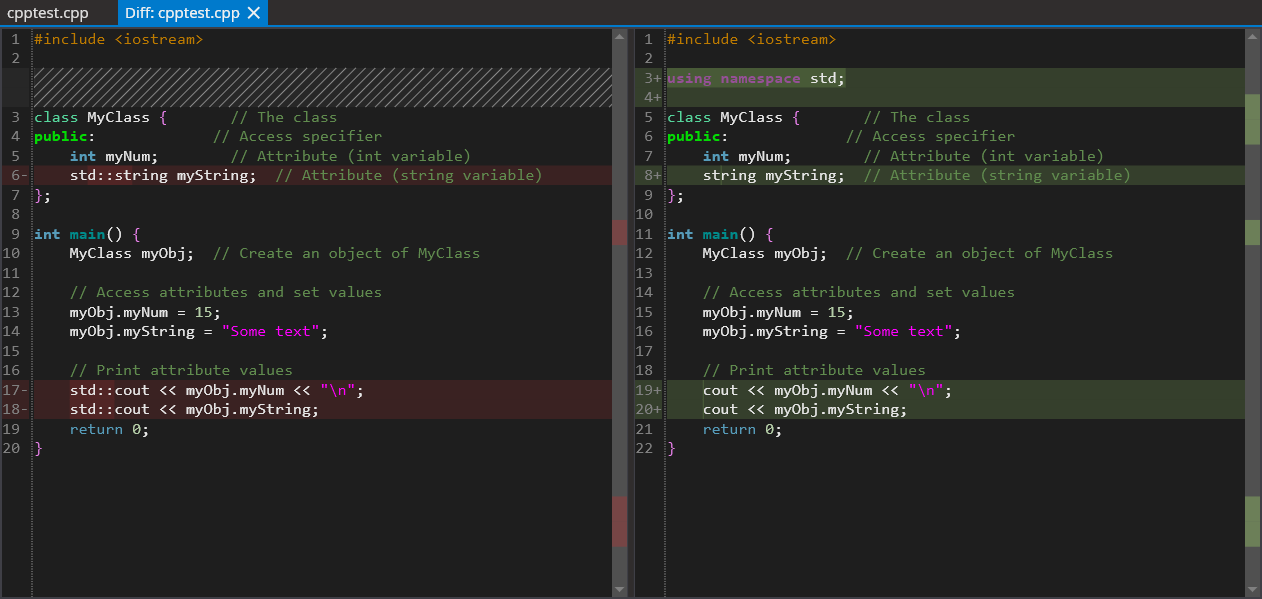 cpptest.cpp Diff: cpptest.cpp
1 #include <iostream>
2
3 class MyClass {       // The class
4 public:             // Access specifier
5     int myNum;        // Attribute (int variable)
6-     std::string myString;  // Attribute (string variable)
7 };
8
9 int main() {
10     MyClass myObj;  // Create an object of MyClass
11
12     // Access attributes and set values
13     myObj.myNum = 15;
14     myObj.myString = "Some text";
15
16     // Print attribute values
17-     std::cout << myObj.myNum << "\n";
18-     std::cout << myObj.myString;
19     return 0;
20 }
1 #include <iostream>
2
3+ using namespace std;
4+
5 class MyClass {       // The class
6 public:             // Access specifier
7     int myNum;        // Attribute (int variable)
8+     string myString;  // Attribute (string variable)
9 };
10
11 int main() {
12     MyClass myObj;  // Create an object of MyClass
13
14     // Access attributes and set values
15     myObj.myNum = 15;
16     myObj.myString = "Some text";
17
18     // Print attribute values
19+     cout << myObj.myNum << "\n";
20+     cout << myObj.myString;
21     return 0;
22 }